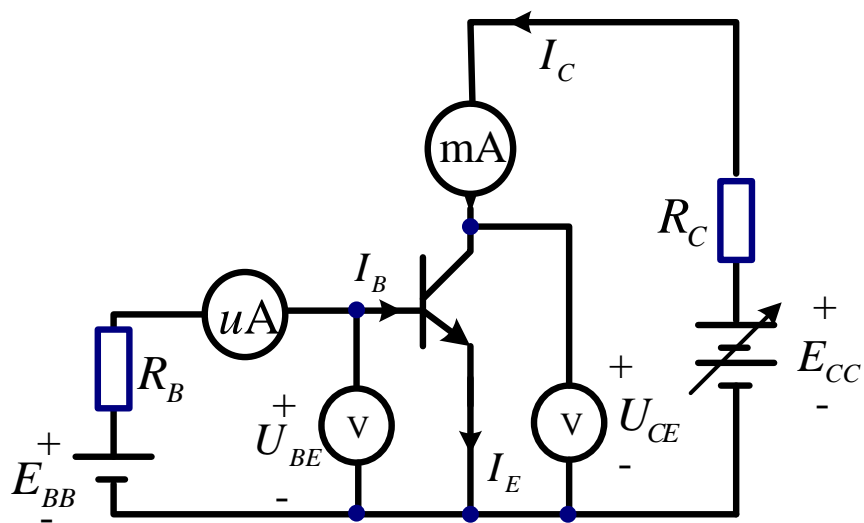 I_C
mA
R_C
I_B
+
uA
E_CC
R_B
+
-
+
v
v
U_CE
+
U_BE
-
I_E
E_BB
-
-